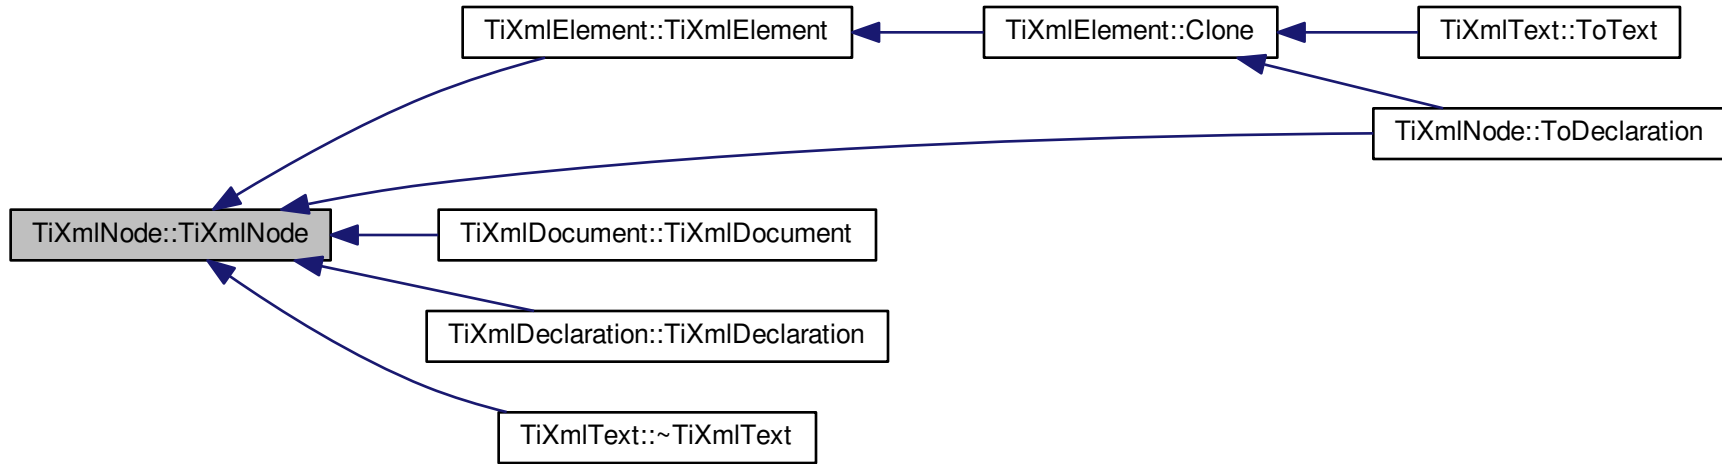 TiXmlElement::TiXmlElement
TiXmlElement::Clone
TiXmlText::ToText
TiXmlNode::ToDeclaration
TiXmlNode::TiXmlNode
TiXmlDocument::TiXmlDocument
TiXmlDeclaration::TiXmlDeclaration
TiXmlText::~TiXmlText